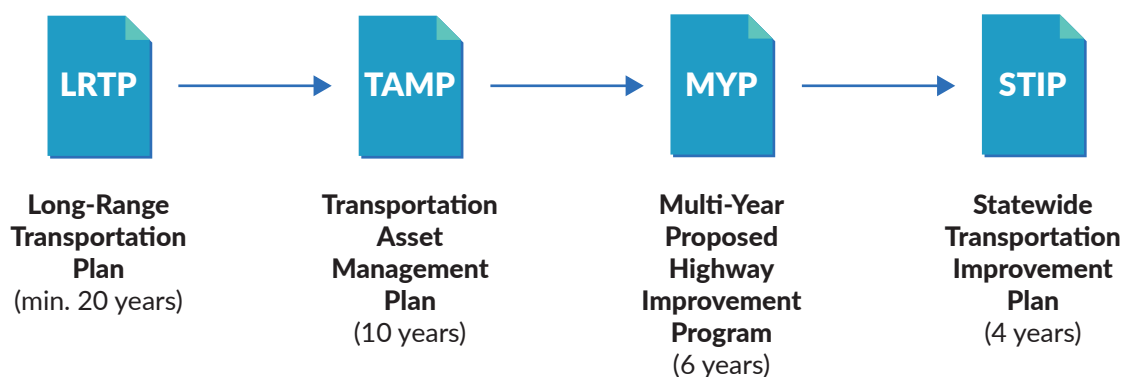 LRTP
TAMP
MYP
STIP
Long-Range
Transportation
Plan
(min. 20 years)
Transportation
Asset
Management
Plan
(10 years)
Multi-Year
Proposed
Highway
Improvement
Program
(6 years)
Statewide
Transportation
Improvement
Plan
(4 years)